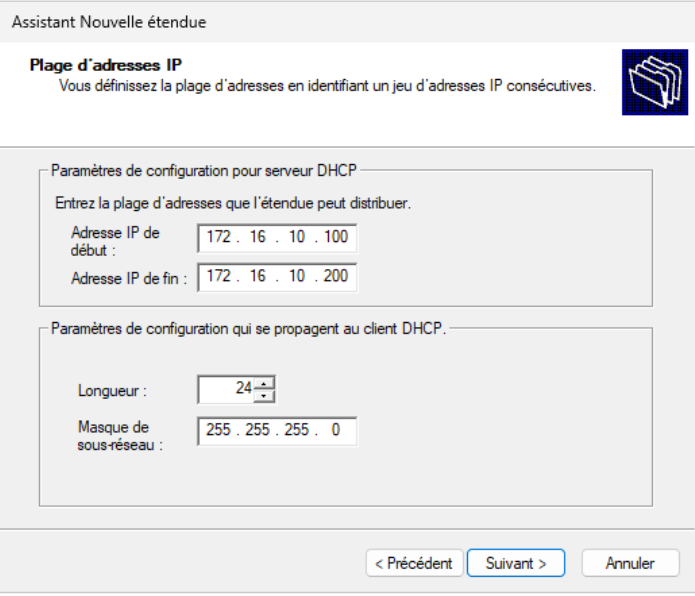 Assistant Nouvelle étendue
Plage d'adresses IP
Vous définissez la plage d'adresses en identifiant un jeu d'adresses IP consécutives.
Paramètres de configuration pour serveur DHCP
Entrez la plage d'adresses que l'étendue peut distribuer.
Adresse IP de
début :
172 . 16 . 10 . 100
Adresse IP de fin :
172 . 16 . 10 . 200
Paramètres de configuration qui se propagent au client DHCP.
Longueur :
24
Masque de
sous-réseau :
255 . 255 . 255 . 0
< Précédent
Suivant >
Annuler